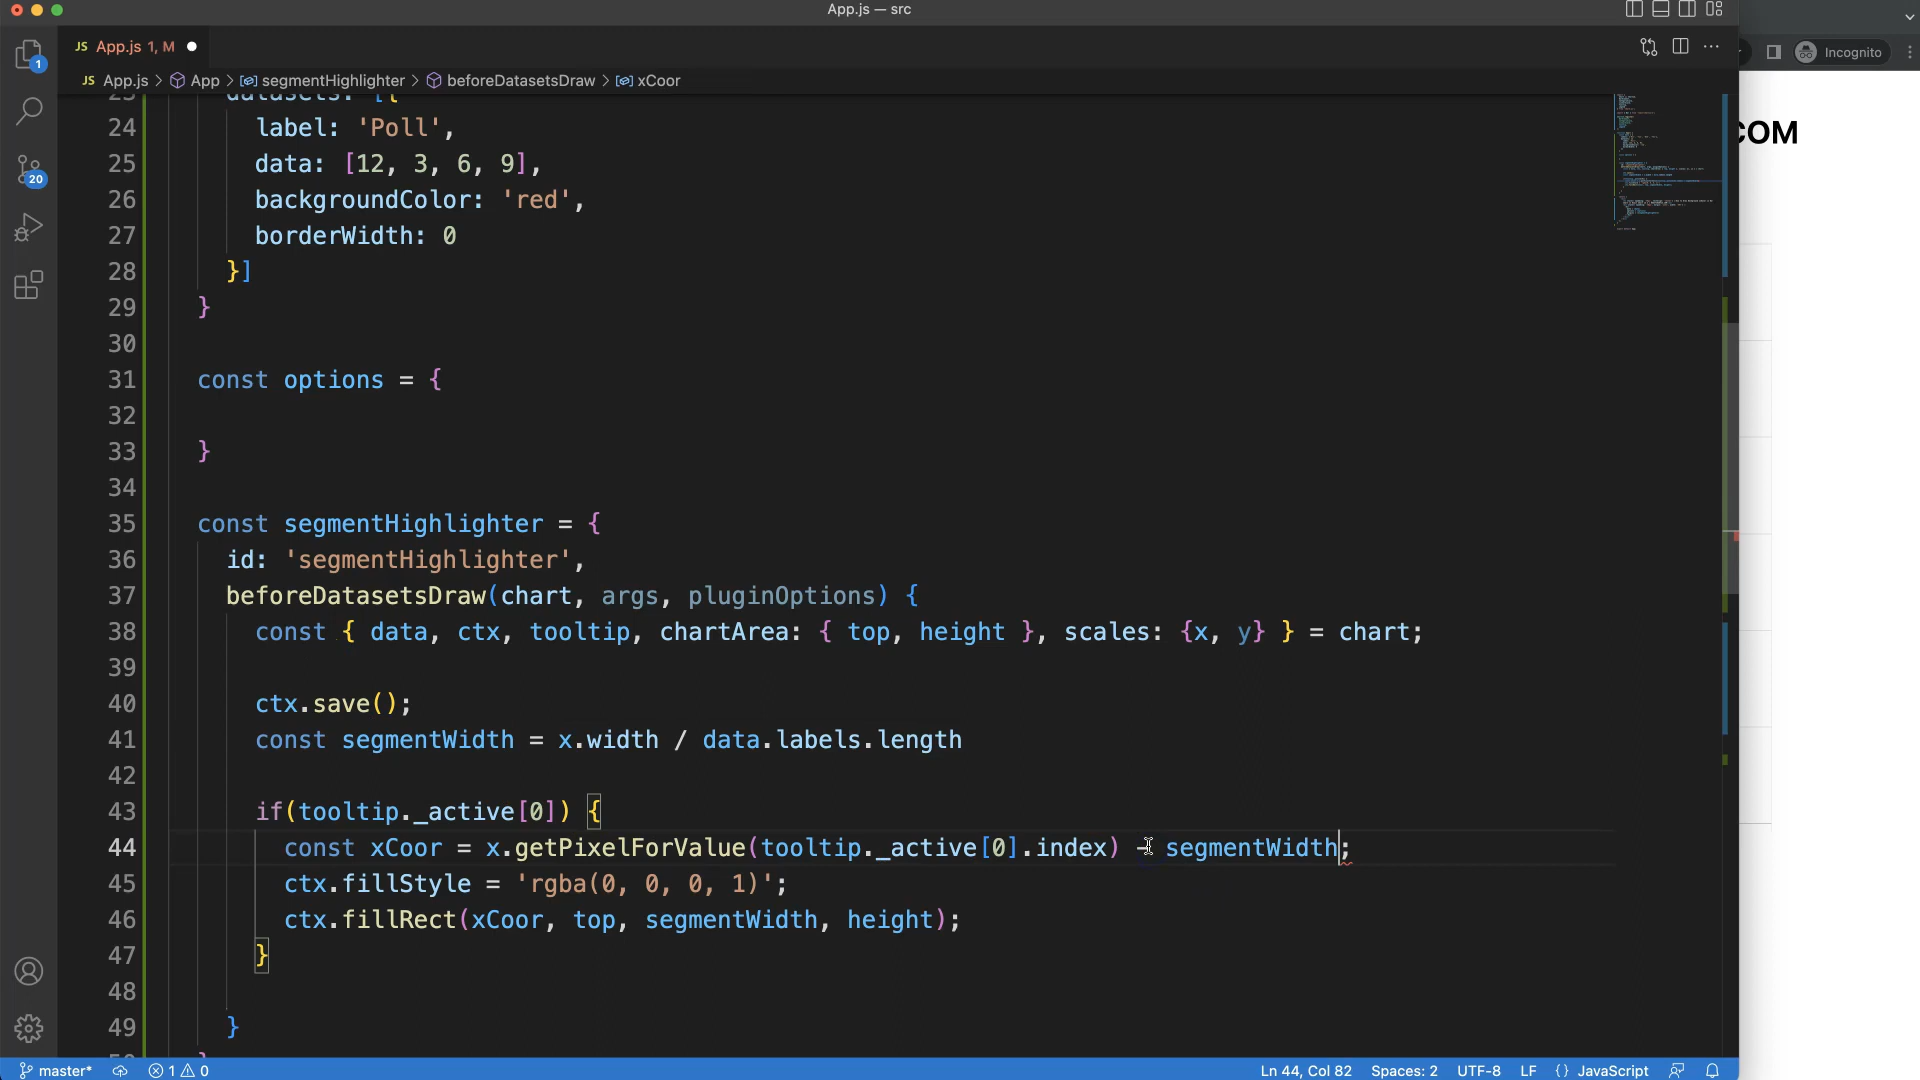 App.js — src
Incognito
JS App.js 1, M
JS App.js > App > segmentHighlighter > beforeDatasetsDraw > xCoor
COM
1
20
23 datasets: [{
24 label: 'Poll',
25 data: [12, 3, 6, 9],
26 backgroundColor: 'red',
27 borderWidth: 0
28 }]
29 }
30
31 const options = {
32
33 }
34
35 const segmentHighlighter = {
36 id: 'segmentHighlighter',
37 beforeDatasetsDraw(chart, args, pluginOptions) {
38 const { data, ctx, tooltip, chartArea: { top, height }, scales: {x, y} } = chart;
39
40 ctx.save();
41 const segmentWidth = x.width / data.labels.length
42
43 if(tooltip._active[0]) {
44 const xCoor = x.getPixelForValue(tooltip._active[0].index) - segmentWidth;
45 ctx.fillStyle = 'rgba(0, 0, 0, 1)';
46 ctx.fillRect(xCoor, top, segmentWidth, height);
47 }
48
49 }
master* 1 0 Ln 44, Col 82 Spaces: 2 UTF-8 LF {} JavaScript